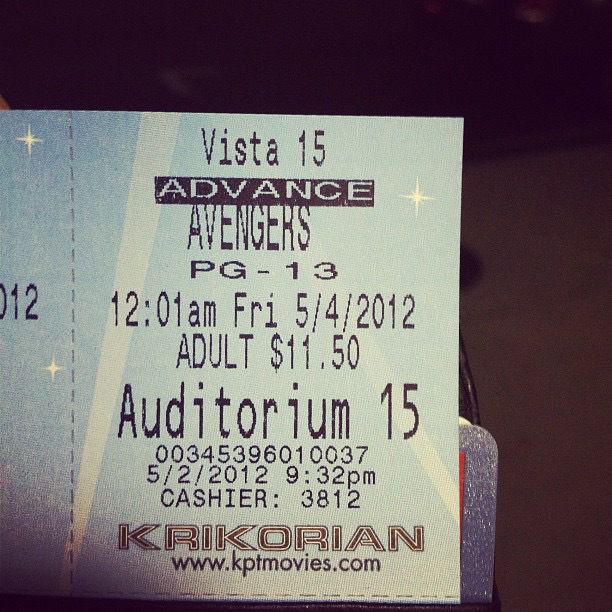 Vista 15
ADVANCE
AVENGERS
PG-13
012
12:01am Fri 5/4/2012
ADULT $11.50
Auditorium 15
00345396010037
5/2/2012 9:32pm
CASHIER: 3812
KRIKORIAN
www.kptmovies.com